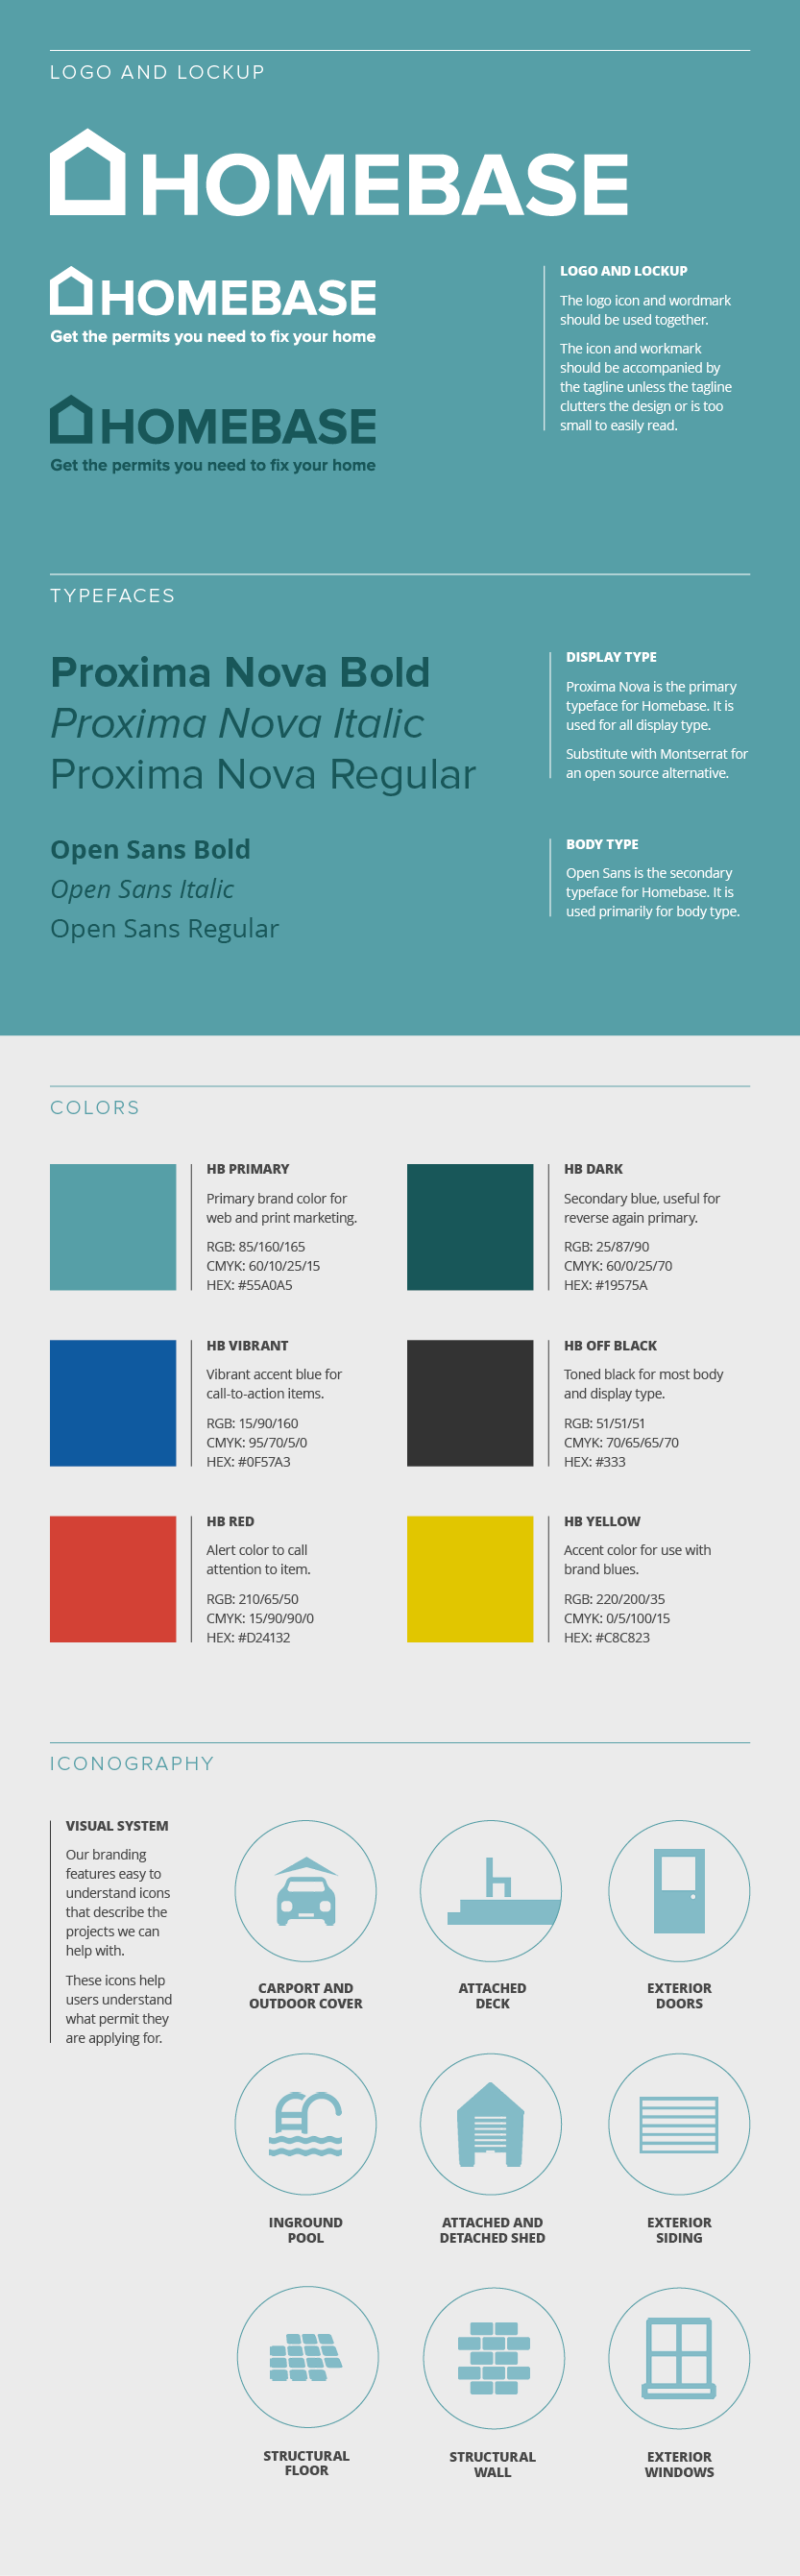 LOGO AND LOCKUP
HOMEBASE
HOMEBASE
Get the permits you need to fix your home
HOMEBASE
Get the permits you need to fix your home
LOGO AND LOCKUP
The logo icon and wordmark
should be used together.
The icon and workmark
should be accompanied by
the tagline unless the tagline
clutters the design or is too
small to easily read.
TYPEFACES
Proxima Nova Bold
Proxima Nova Italic
Proxima Nova Regular
DISPLAY TYPE
Proxima Nova is the primary
typeface for Homebase. It is
used for all display type.
Substitute with Montserrat for
an open source alternative.
Open Sans Bold
Open Sans Italic
Open Sans Regular
BODY TYPE
Open Sans is the secondary
typeface for Homebase. It is
used primarily for body type.
COLORS
HB PRIMARY
Primary brand color for
web and print marketing.
RGB: 85/160/165
CMYK: 60/10/25/15
HEX: #55A0A5
HB DARK
Secondary blue, useful for
reverse again primary.
RGB: 25/87/90
CMYK: 60/0/25/70
HEX: #19575A
HB VIBRANT
Vibrant accent blue for
call-to-action items.
RGB: 15/90/160
CMYK: 95/70/5/0
HEX: #0F57A3
HB OFF BLACK
Toned black for most body
and display type.
RGB: 51/51/51
CMYK: 70/65/65/70
HEX: #333
HB RED
Alert color to call
attention to item.
RGB: 210/65/50
CMYK: 15/90/90/0
HEX: #D24132
HB YELLOW
Accent color for use with
brand blues.
RGB: 220/200/35
CMYK: 0/5/100/15
HEX: #C8C823
ICONOGRAPHY
VISUAL SYSTEM
Our branding
features easy to
understand icons
that describe the
projects we can
help with.
These icons help
users understand
what permit they
are applying for.
CARPORT AND
OUTDOOR COVER
ATTACHED
DECK
EXTERIOR
DOORS
INGROUND
POOL
ATTACHED AND
DETACHED SHED
EXTERIOR
SIDING
STRUCTURAL
FLOOR
STRUCTURAL
WALL
EXTERIOR
WINDOWS